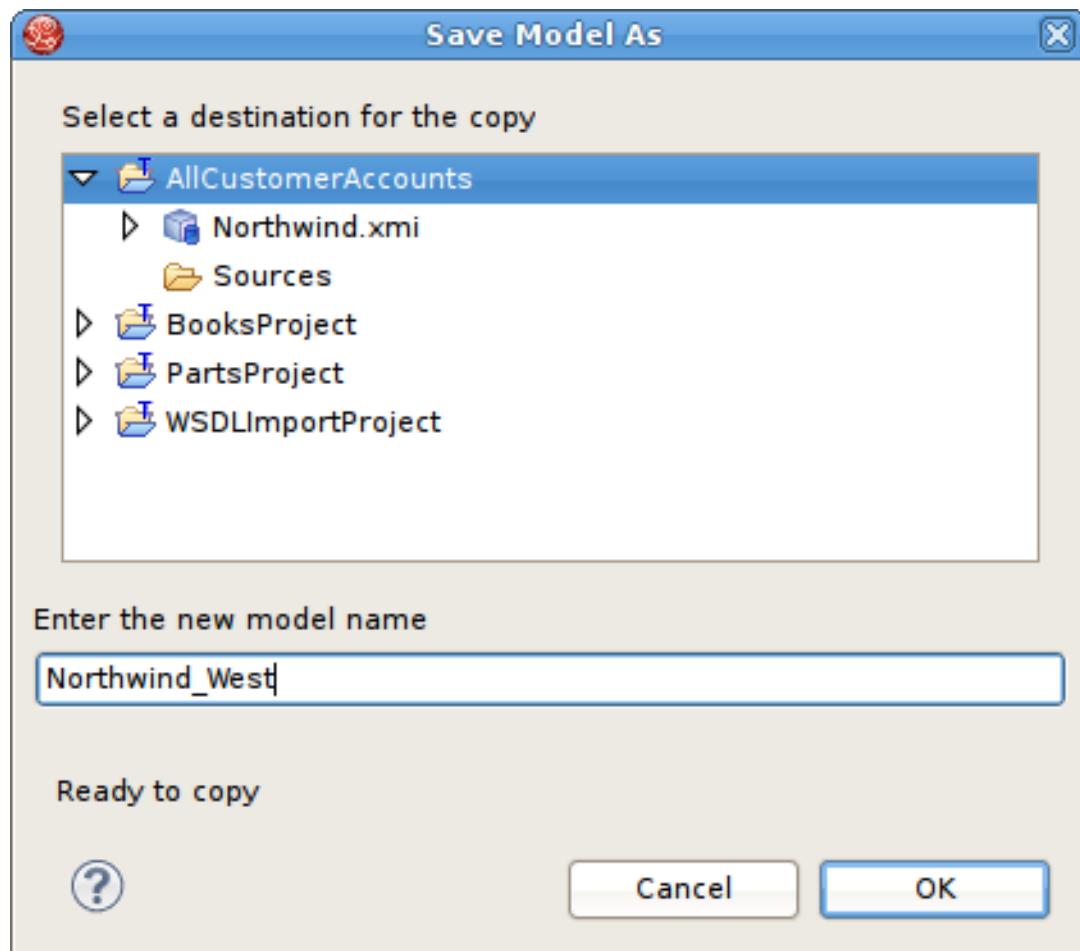 Save Model As
Select a destination for the copy
AllCustomerAccounts
Northwind.xmi
Sources
BooksProject
PartsProject
WSDLImportProject
Enter the new model name
Northwind_West
Ready to copy
? Cancel OK